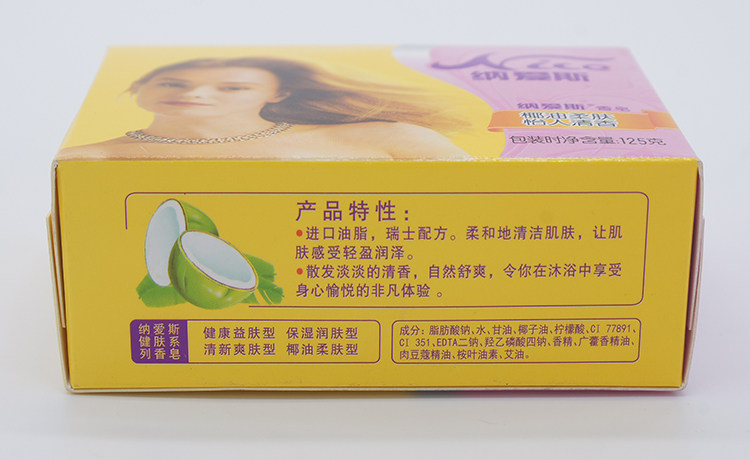 Nice
纳爱斯
纳爱斯 香皂
椰油柔肤
怡人清香
包装时净含量:125克
产品特性:
●进口油脂,瑞士配方。柔和地清洁肌肤,让肌
肤感受轻盈润泽。
●散发淡淡的清香,自然舒爽,令你在沐浴中享受
身心愉悦的非凡体验。
纳爱斯
健肤系
列香皂
健康益肤型 保湿润肤型
清新爽肤型 椰油柔肤型
成分:脂肪酸钠、水、甘油、椰子油、柠檬酸、CI 77891、
CI 351、EDTA二钠、羟乙磷酸四钠、香精、广藿香精油、
肉豆蔻精油、桉叶油素、艾油。